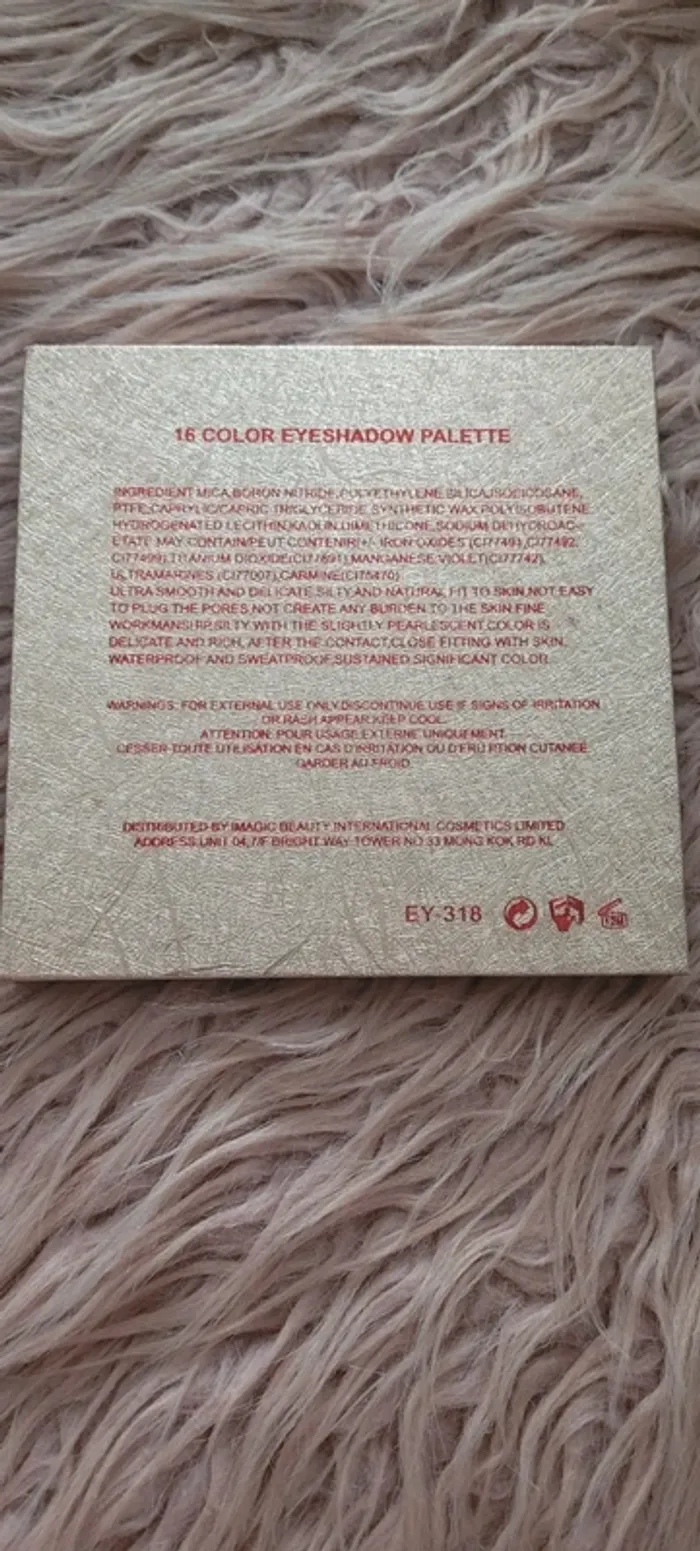 16 COLOR EYESHADOW PALETTE
INGREDIENT MICA,BORON NITRIDE,POLYETHYLENE,SILICA,ISOEICOSANE,
PTFE,CAPRYLIC/CAPRIC TRIGLYCERIDE,SYNTHETIC WAX,POLYISOBUTENE
HYDROGENATED LECITHIN,KAOLIN,DIMETHICONE,SODIUM DEHYDROAC-
ETATE MAY CONTAIN/PEUT CONTENIR(+/- IRON OXIDES (CI77491,CI77492,
CI77499),TITANIUM DIOXIDE(CI77891),MANGANESE VIOLET(CI77742),
ULTRAMARINES (CI77007),CARMINE(CI75470)
ULTRA SMOOTH AND DELICATE,SILTY,AND NATURAL FIT TO SKIN,NOT EASY
TO PLUG THE PORES,NOT CREATE ANY BURDEN TO THE SKIN.FINE
WORKMANSHIP,SILTY WITH THE SLIGHTLY PEARLESCENT,COLOR IS
DELICATE AND RICH, AFTER THE CONTACT,CLOSE FITTING WITH SKIN,
WATERPROOF AND SWEATPROOF,SUSTAINED SIGNIFICANT COLOR
WARNINGS: FOR EXTERNAL USE ONLY.DISCONTINUE USE IF SIGNS OF IRRITATION
OR RASH APPEAR.KEEP COOL.
ATTENTION: POUR USAGE EXTERNE UNIQUEMENT.
CESSER TOUTE UTILISATION EN CAS D'IRRITATION OU D'ERUPTION CUTANEE.
GARDER AU FROID.
DISTRIBUTED BY:IMAGIC BEAUTY INTERNATIONAL COSMETICS LIMITED
ADDRESS:UNIT 04,7/F BRIGHT WAY TOWER NO.33 MONG KOK RD KL
EY-318